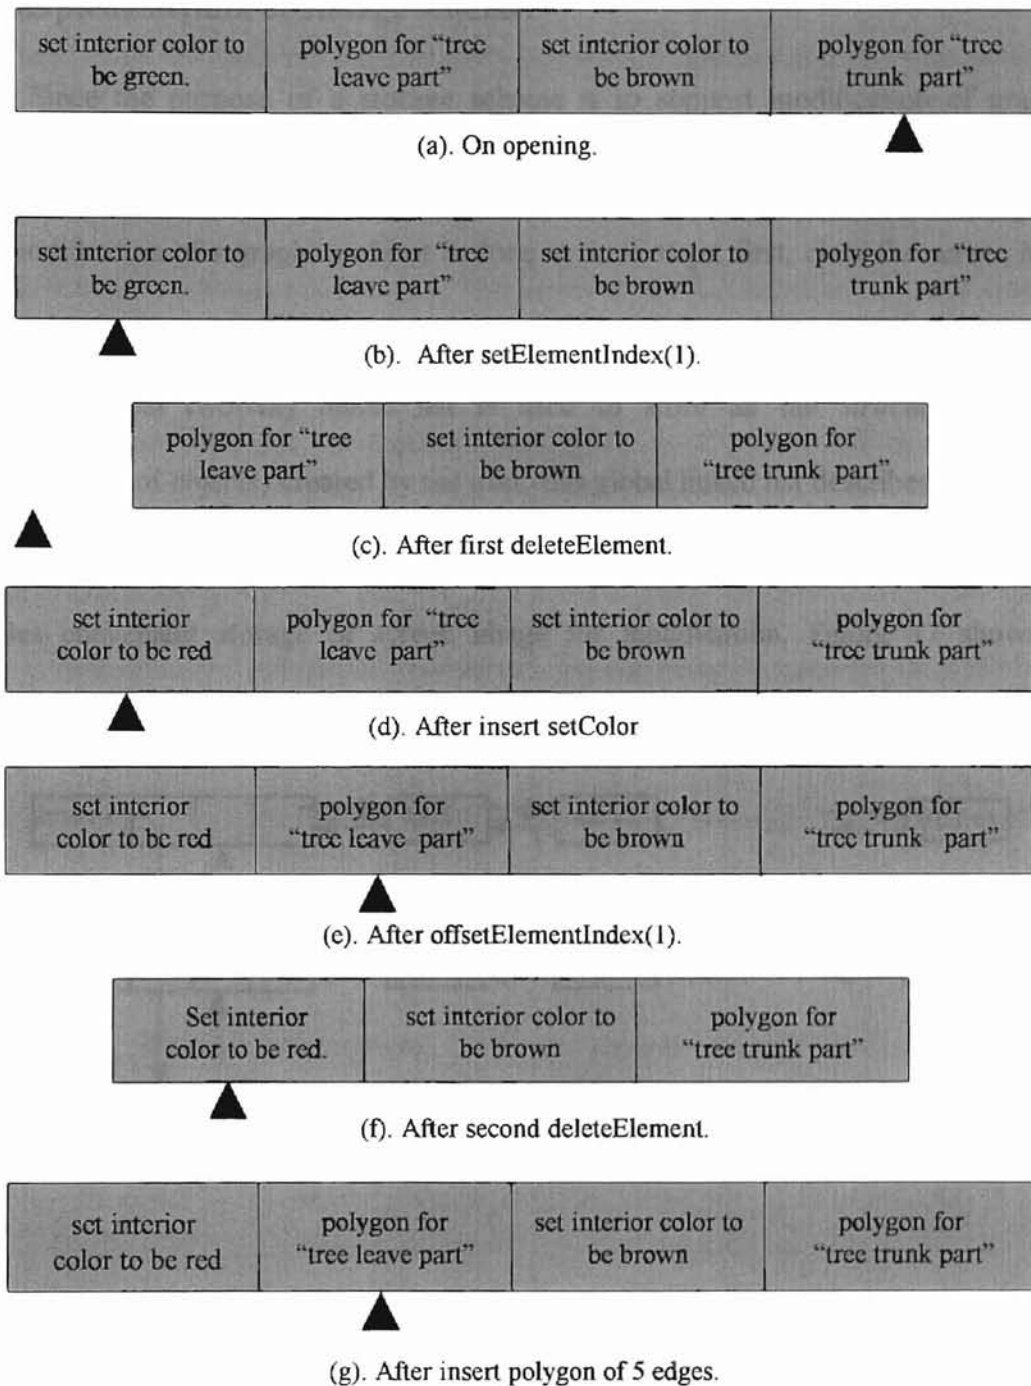 set interior color to
be green.
polygon for “tree
leave part”
set interior color to
be brown
polygon for “tree
trunk part”
(a). On opening.
set interior color to
be green.
polygon for “tree
leave part”
set interior color to
be brown
polygon for “tree
trunk part”
(b). After setElementIndex(1).
polygon for “tree
leave part”
set interior color to
be brown
polygon for
“tree trunk part”
(c). After first deleteElement.
set interior
color to be red
polygon for “tree
leave part”
set interior color to
be brown
polygon for
“tree trunk part”
(d). After insert setColor
set interior
color to be red
polygon for
“tree leave part”
set interior color to
be brown
polygon for
“tree trunk part”
(e). After offsetElementIndex(1).
Set interior
color to be red.
set interior color to
be brown
polygon for
“tree trunk part”
(f). After second deleteElement.
set interior
color to be red
polygon for
“tree leave part”
set interior color to
be brown
polygon for
“tree trunk part”
(g). After insert polygon of 5 edges.